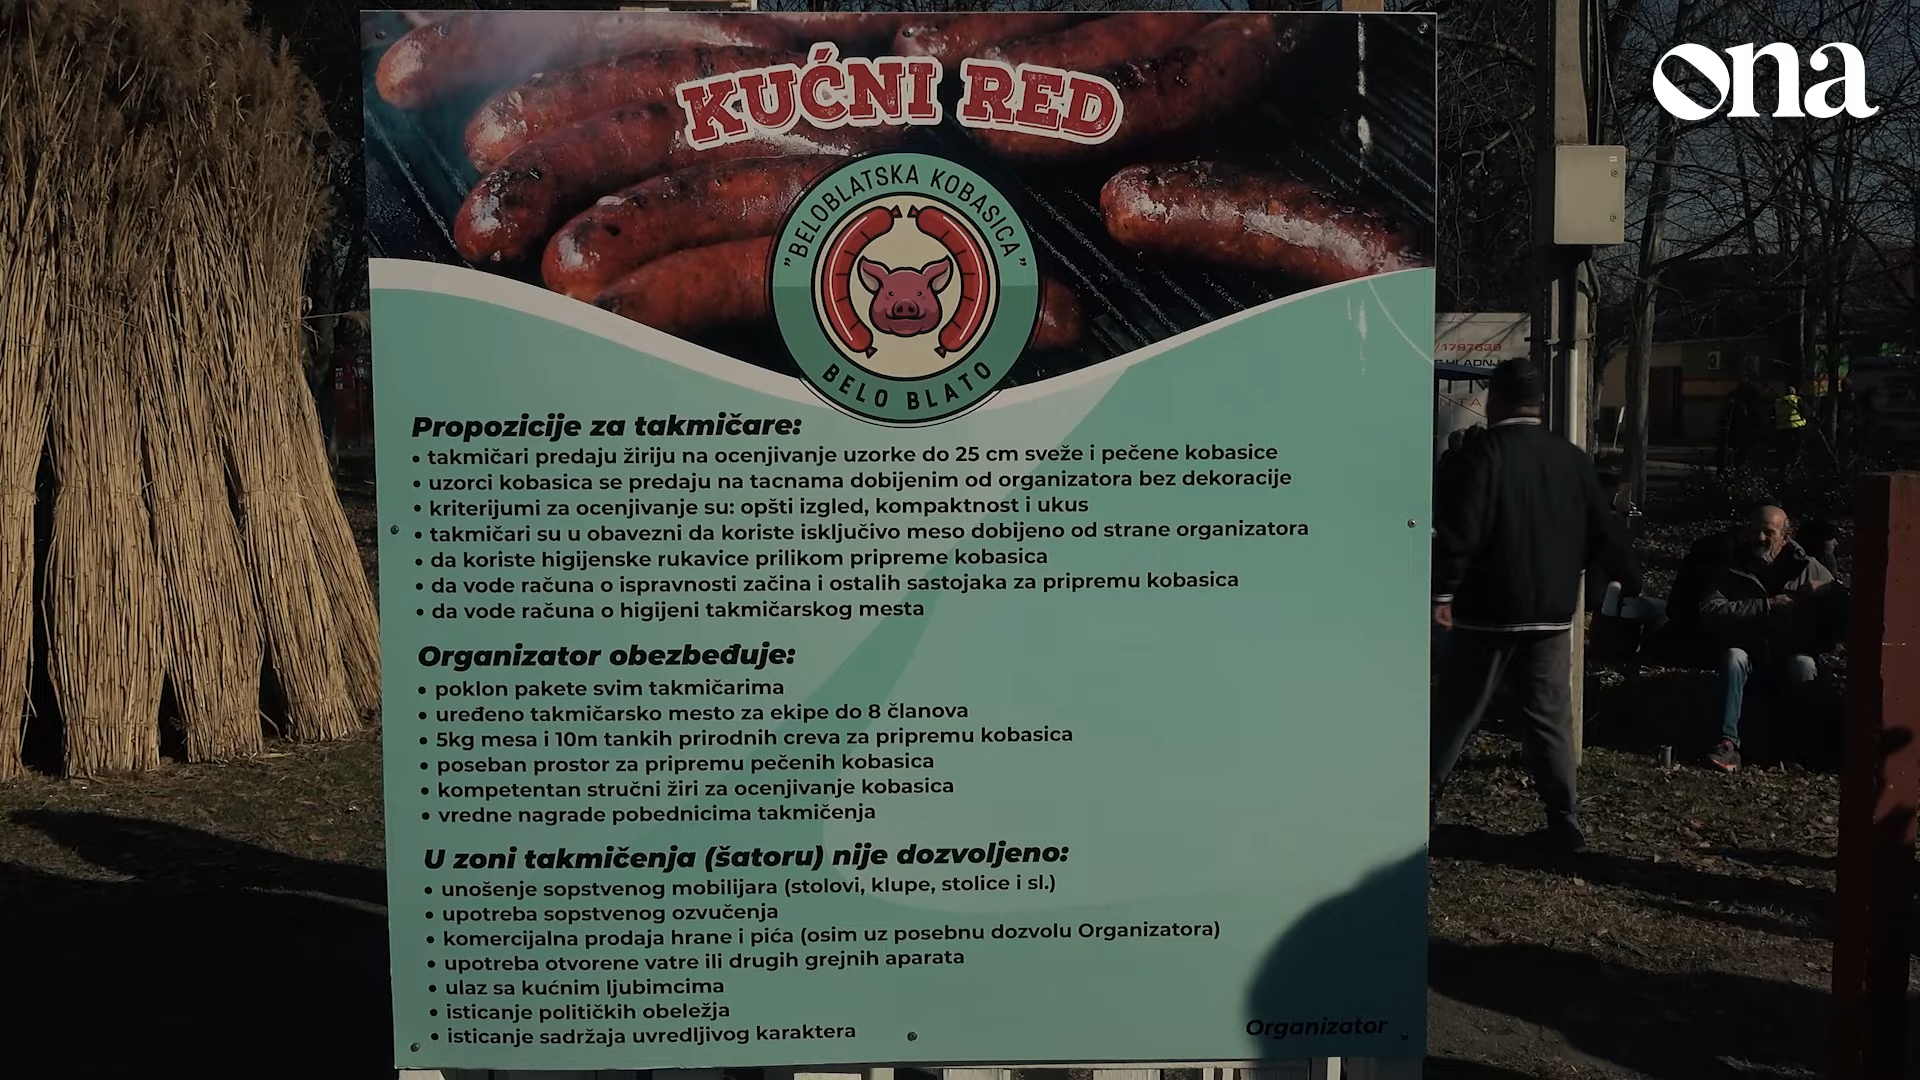 ona
KUĆNI RED
"BELOBLATSKA KOBASICA"
BELO BLATO
1797639
Propozicije za takmičare:
• takmičari predaju žiriju na ocenjivanje uzorke do 25 cm sveže i pečene kobasice
• uzorci kobasica se predaju na tacnama dobijenim od organizatora bez dekoracije
• kriterijumi za ocenjivanje su: opšti izgled, kompaktnost i ukus
• takmičari su u obavezni da koriste isključivo meso dobijeno od strane organizatora
• da koriste higijenske rukavice prilikom pripreme kobasica
• da vode računa o ispravnosti začina i ostalih sastojaka za pripremu kobasica
• da vode računa o higijeni takmičarskog mesta
Organizator obezbeđuje:
• poklon pakete svim takmičarima
• uređeno takmičarsko mesto za ekipe do 8 članova
• 5kg mesa i 10m tankih prirodnih creva za pripremu kobasica
• poseban prostor za pripremu pečenih kobasica
• kompetentan stručni žiri za ocenjivanje kobasica
• vredne nagrade pobednicima takmičenja
U zoni takmičenja (šatoru) nije dozvoljeno:
• unošenje sopstvenog mobilijara (stolovi, klupe, stolice i sl.)
• upotreba sopstvenog ozvučenja
• komercijalna prodaja hrane i pića (osim uz posebnu dozvolu Organizatora)
• upotreba otvorene vatre ili drugih grejnih aparata
• ulaz sa kućnim ljubimcima
• isticanje političkih obeležja
• isticanje sadržaja uvredljivog karaktera
Organizator